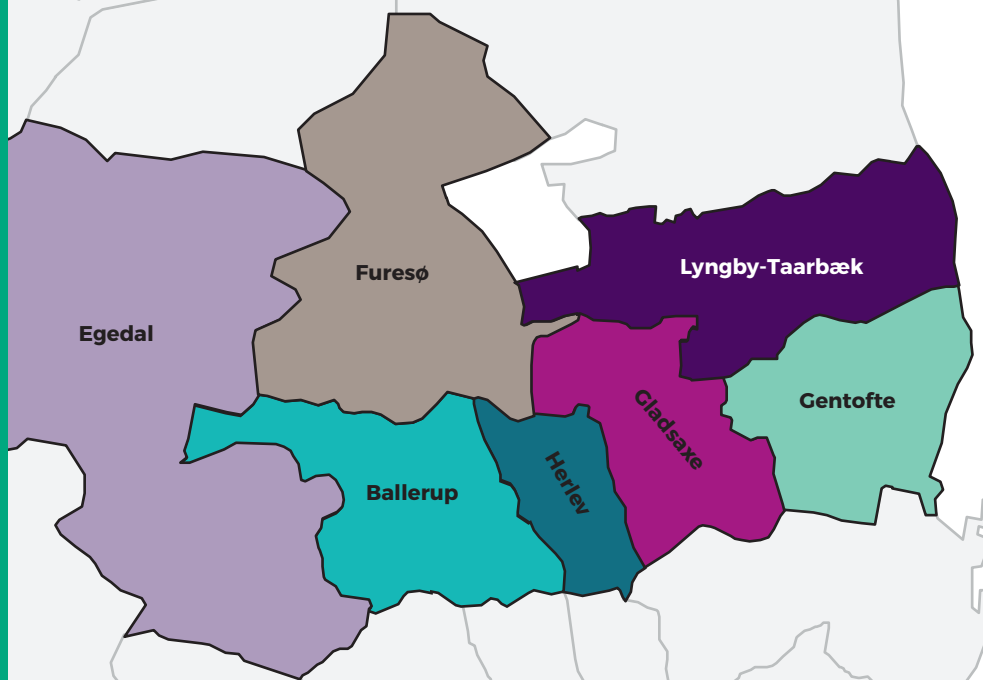 Lyngby-Taarbæk
Furesø
Egedal
Gentofte
Gladsaxe
Herlev
Ballerup